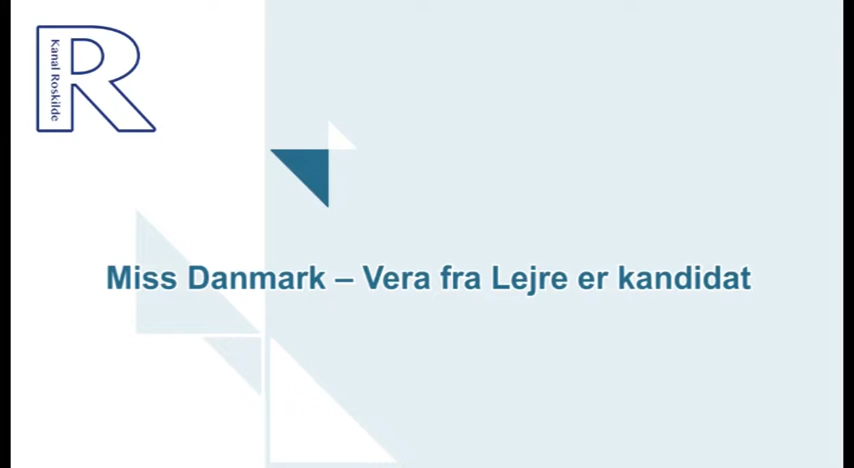 Kanal Roskilde
Miss Danmark – Vera fra Lejre er kandidat